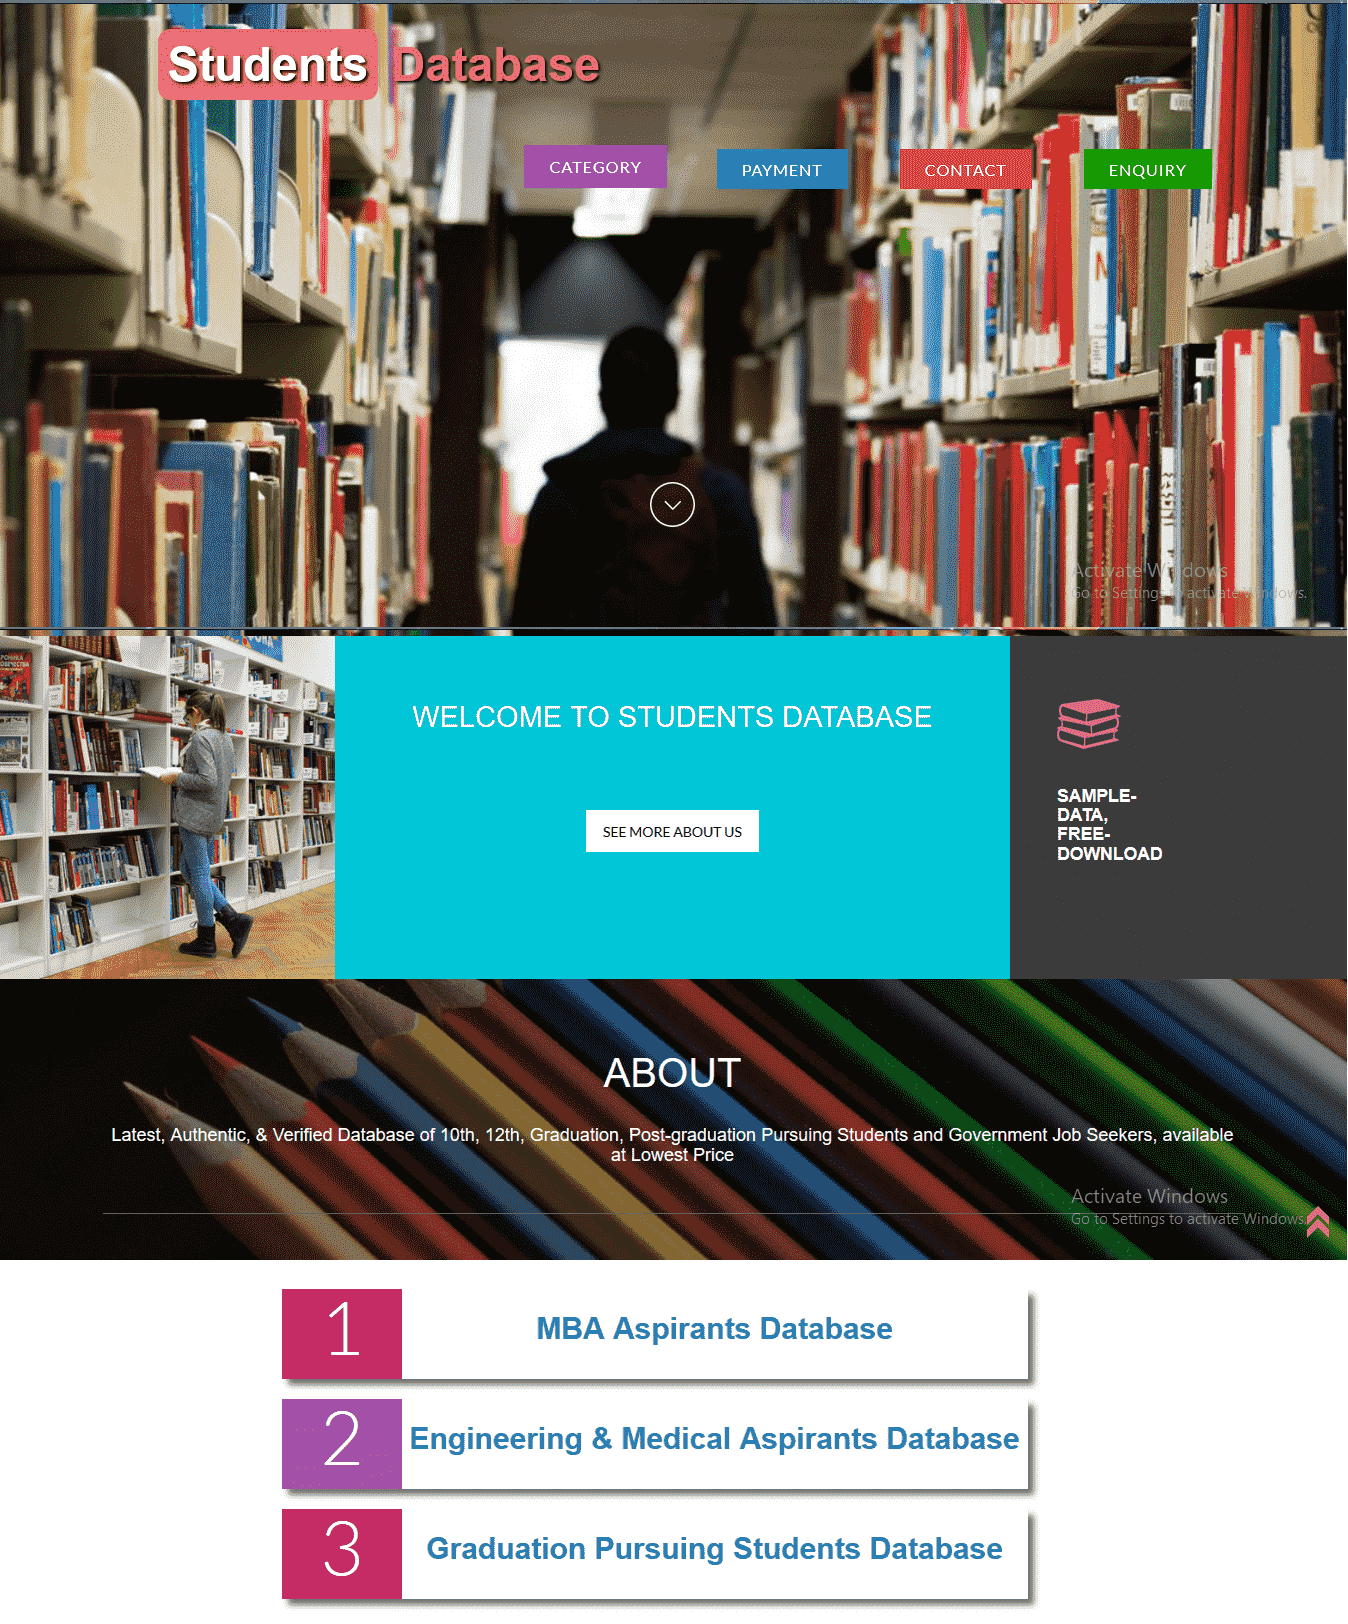 Students Database
CATEGORY
PAYMENT
CONTACT
ENQUIRY
Activate Windows
Go to Settings to activate Windows.
WELCOME TO STUDENTS DATABASE
SEE MORE ABOUT US
SAMPLE-
DATA,
FREE-
DOWNLOAD
ABOUT
Latest, Authentic, & Verified Database of 10th, 12th, Graduation, Post-graduation Pursuing Students and Government Job Seekers, available
at Lowest Price
Activate Windows
Go to Settings to activate Windows.
1
MBA Aspirants Database
2
Engineering & Medical Aspirants Database
3
Graduation Pursuing Students Database